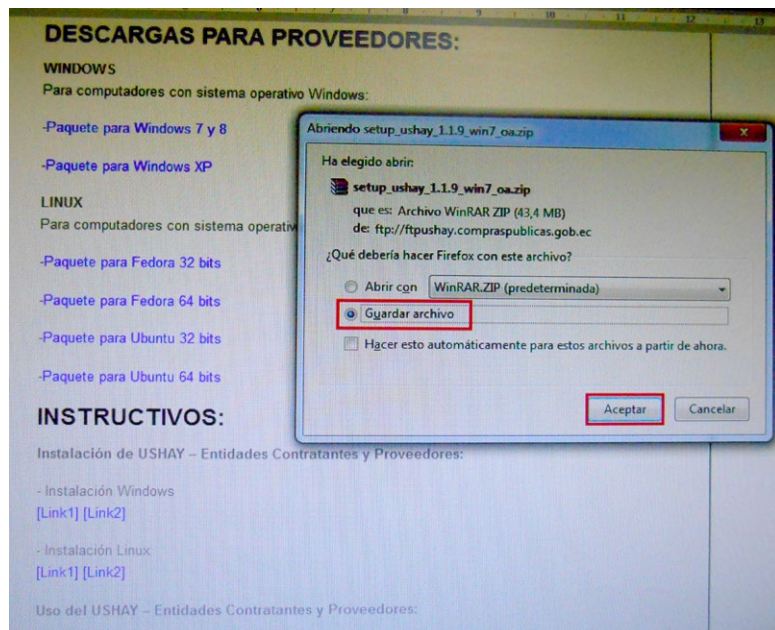 9 10 11 12 13
DESCARGAS PARA PROVEEDORES:
WINDOWS
Para computadores con sistema operativo Windows:
-Paquete para Windows 7 y 8
-Paquete para Windows XP
LINUX
Para computadores con sistema operativ
-Paquete para Fedora 32 bits
-Paquete para Fedora 64 bits
-Paquete para Ubuntu 32 bits
-Paquete para Ubuntu 64 bits
INSTRUCTIVOS:
Instalación de USHAY – Entidades Contratantes y Proveedores:
- Instalación Windows
[Link1] [Link2]
- Instalación Linux
[Link1] [Link2]
Uso del USHAY – Entidades Contratantes y Proveedores:
Abriendo setup_ushay_1.1.9_win7_oa.zip
x
Ha elegido abrir:
setup_ushay_1.1.9_win7_oa.zip
que es: Archivo WinRAR ZIP (43,4 MB)
de: ftp://ftpushay.compraspublicas.gob.ec
¿Qué debería hacer Firefox con este archivo?
Abrir con WinRAR.ZIP (predeterminada)
Guardar archivo
Hacer esto automáticamente para estos archivos a partir de ahora.
Aceptar Cancelar